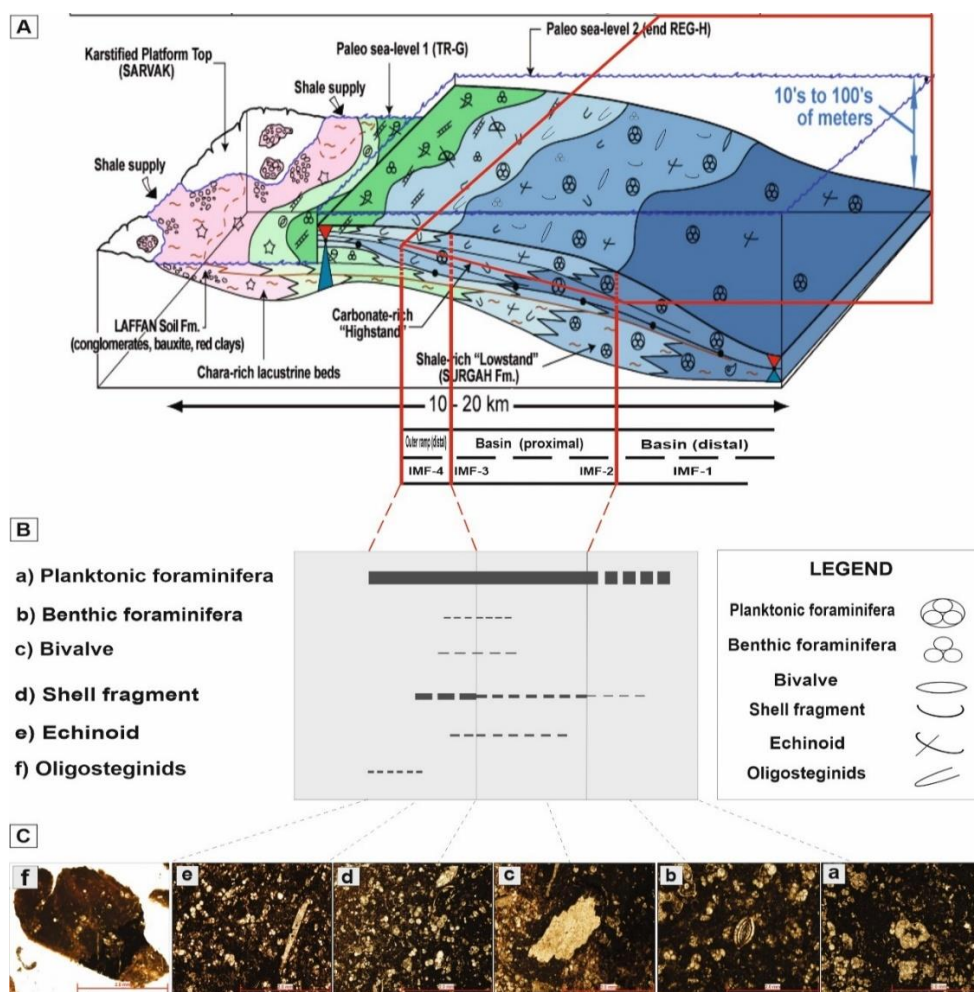 A
Karstified Platform Top
(SARVAK)
Paleo sea-level 1 (TR-G)
Paleo sea-level 2 (end REG-H)
Shale supply
Shale supply
10's to 100's
of meters
LAFFAN Soil Fm.
(conglomerates, bauxite, red clays)
Chara-rich lacustrine beds
Carbonate-rich
"Highstand"
Shale-rich "Lowstand"
(SURGAH Fm.)
10 - 20 km
Outer ramp (distal)
Basin (proximal)
Basin (distal)
IMF-4
IMF-3
IMF-2
IMF-1
B
a) Planktonic foraminifera
b) Benthic foraminifera
c) Bivalve
d) Shell fragment
e) Echinoid
f) Oligosteginids
LEGEND
Planktonic foraminifera
Benthic foraminifera
Bivalve
Shell fragment
Echinoid
Oligosteginids
C
f
e
d
c
b
a